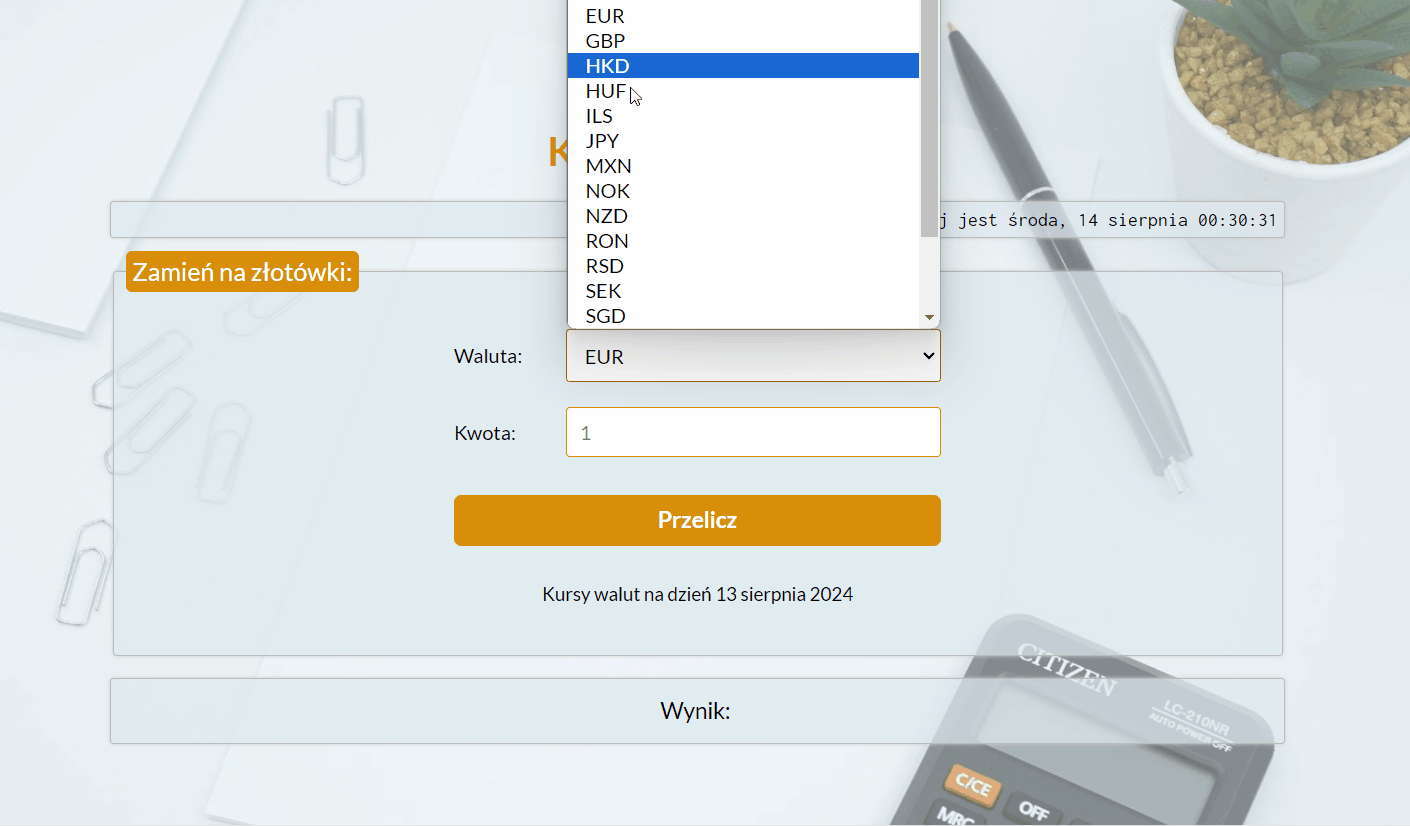 EUR
GBP
HKD
HUF
ILS
JPY
MXN
NOK
NZD
RON
RSD
SEK
SGD
K
j jest środa, 14 sierpnia 00:30:31
Zamień na złotówki:
Waluta: EUR
Kwota: 1
Przelicz
Kursy walut na dzień 13 sierpnia 2024
Wynik:
CITIZEN
LC-210NR
AUTO POWER OFF
C/CE
OFF
MRC